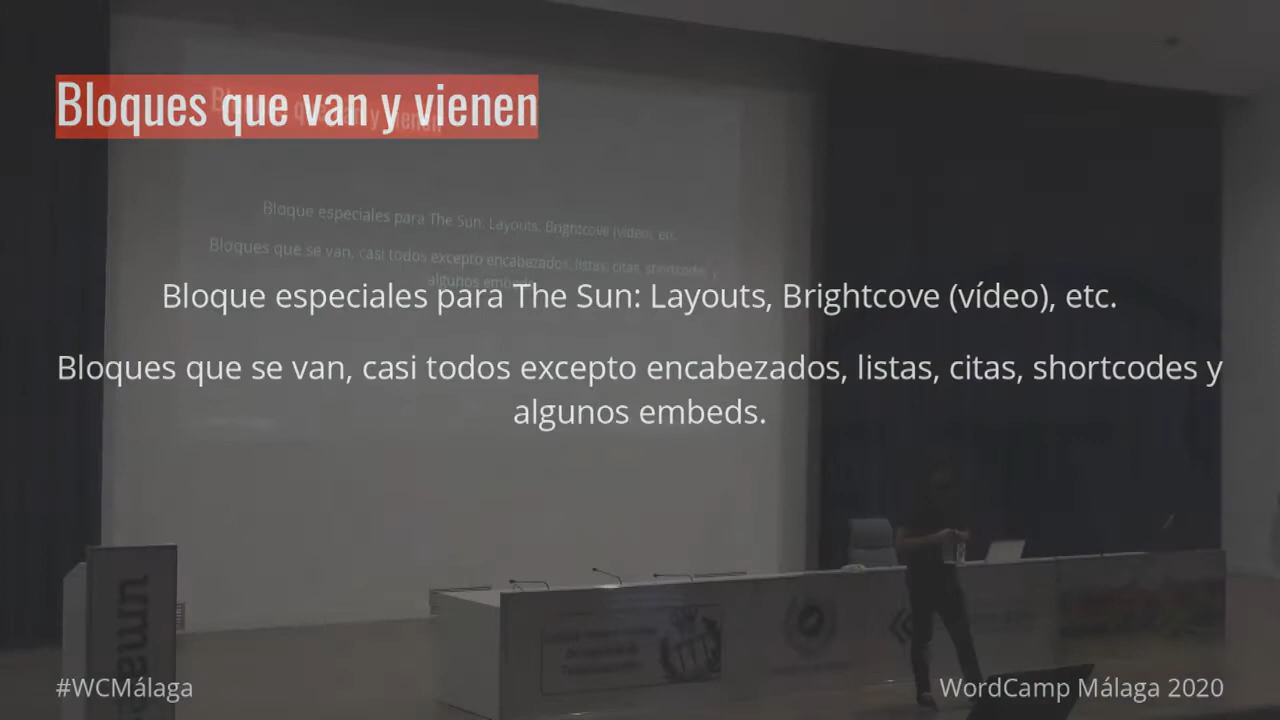 Bloques que van y vienen
Bloque especiales para The Sun: Layouts, Brightcove (vídeo), etc.
Bloques que se van, casi todos excepto encabezados, listas, citas, shortcodes y
algunos embeds.
#WCMálaga
WordCamp Málaga 2020